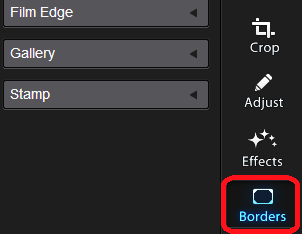 Film Edge
Gallery
Stamp
Crop
Adjust
Effects
Borders